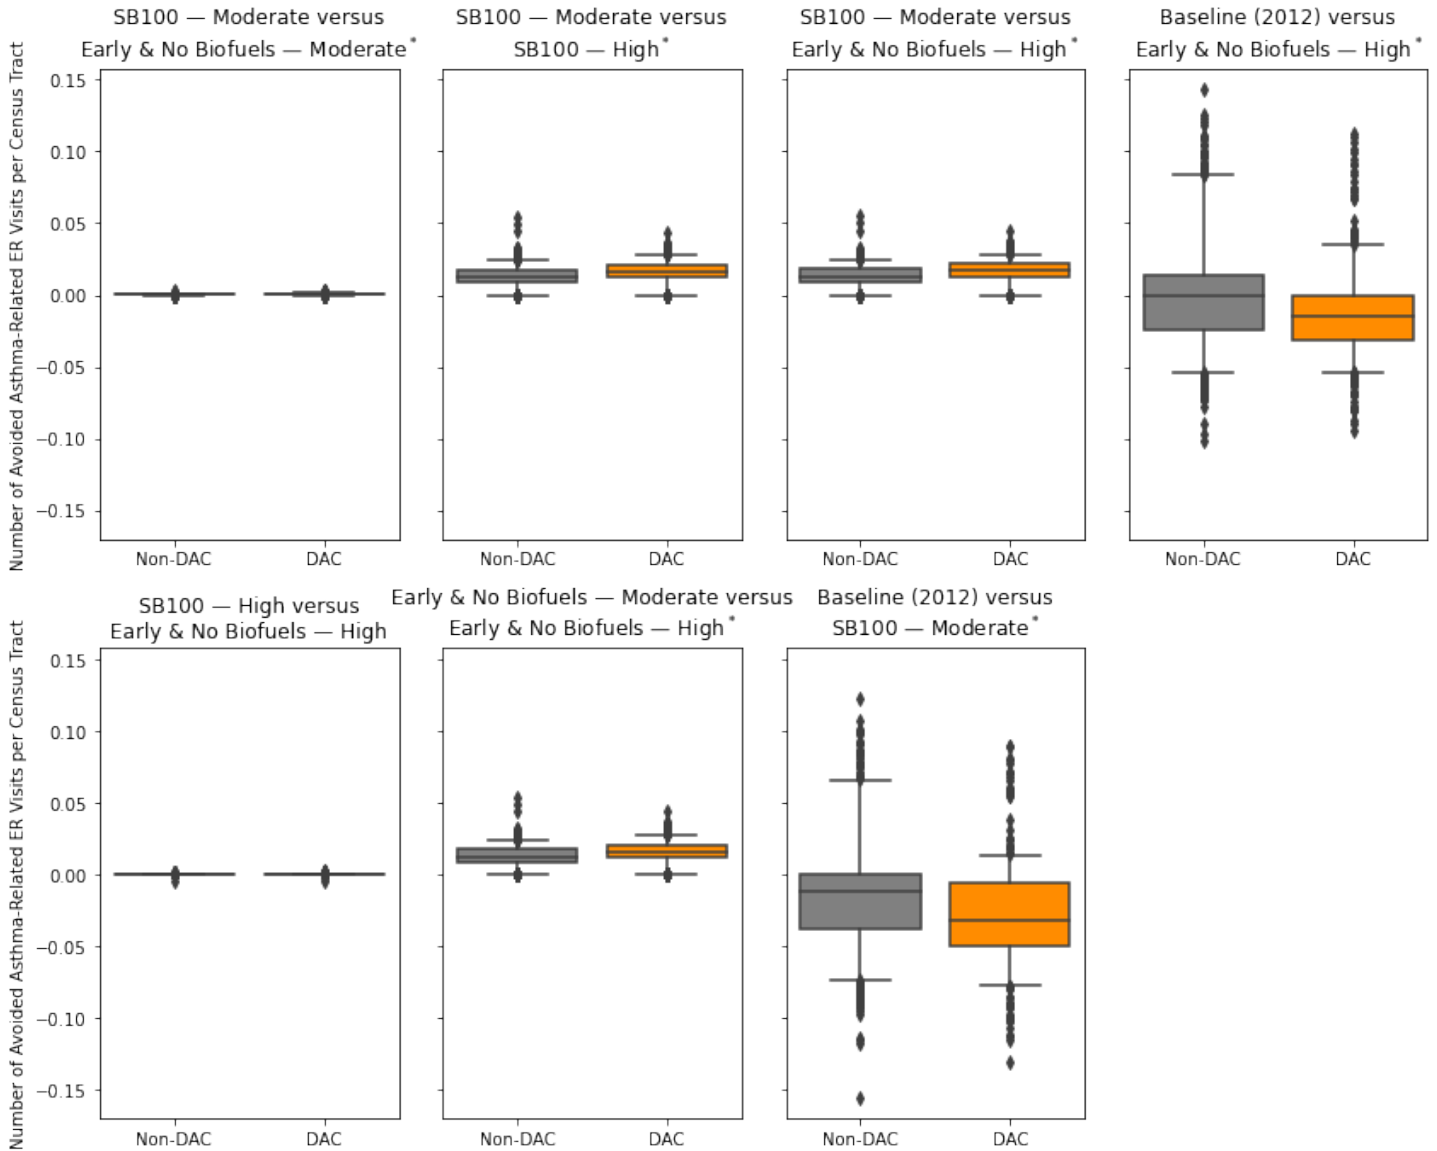 SB100 — Moderate versus
Early & No Biofuels — Moderate*
SB100 — Moderate versus
SB100 — High*
SB100 — Moderate versus
Early & No Biofuels — High*
Baseline (2012) versus
Early & No Biofuels — High*
Number of Avoided Asthma-Related ER Visits per Census Tract
0.15
0.10
0.05
0.00
−0.05
−0.10
−0.15
Non-DAC
DAC
Non-DAC
DAC
Non-DAC
DAC
Non-DAC
DAC
SB100 — High versus
Early & No Biofuels — High
Early & No Biofuels — Moderate versus
Early & No Biofuels — High*
Baseline (2012) versus
SB100 — Moderate*
Number of Avoided Asthma-Related ER Visits per Census Tract
0.15
0.10
0.05
0.00
−0.05
−0.10
−0.15
Non-DAC
DAC
Non-DAC
DAC
Non-DAC
DAC